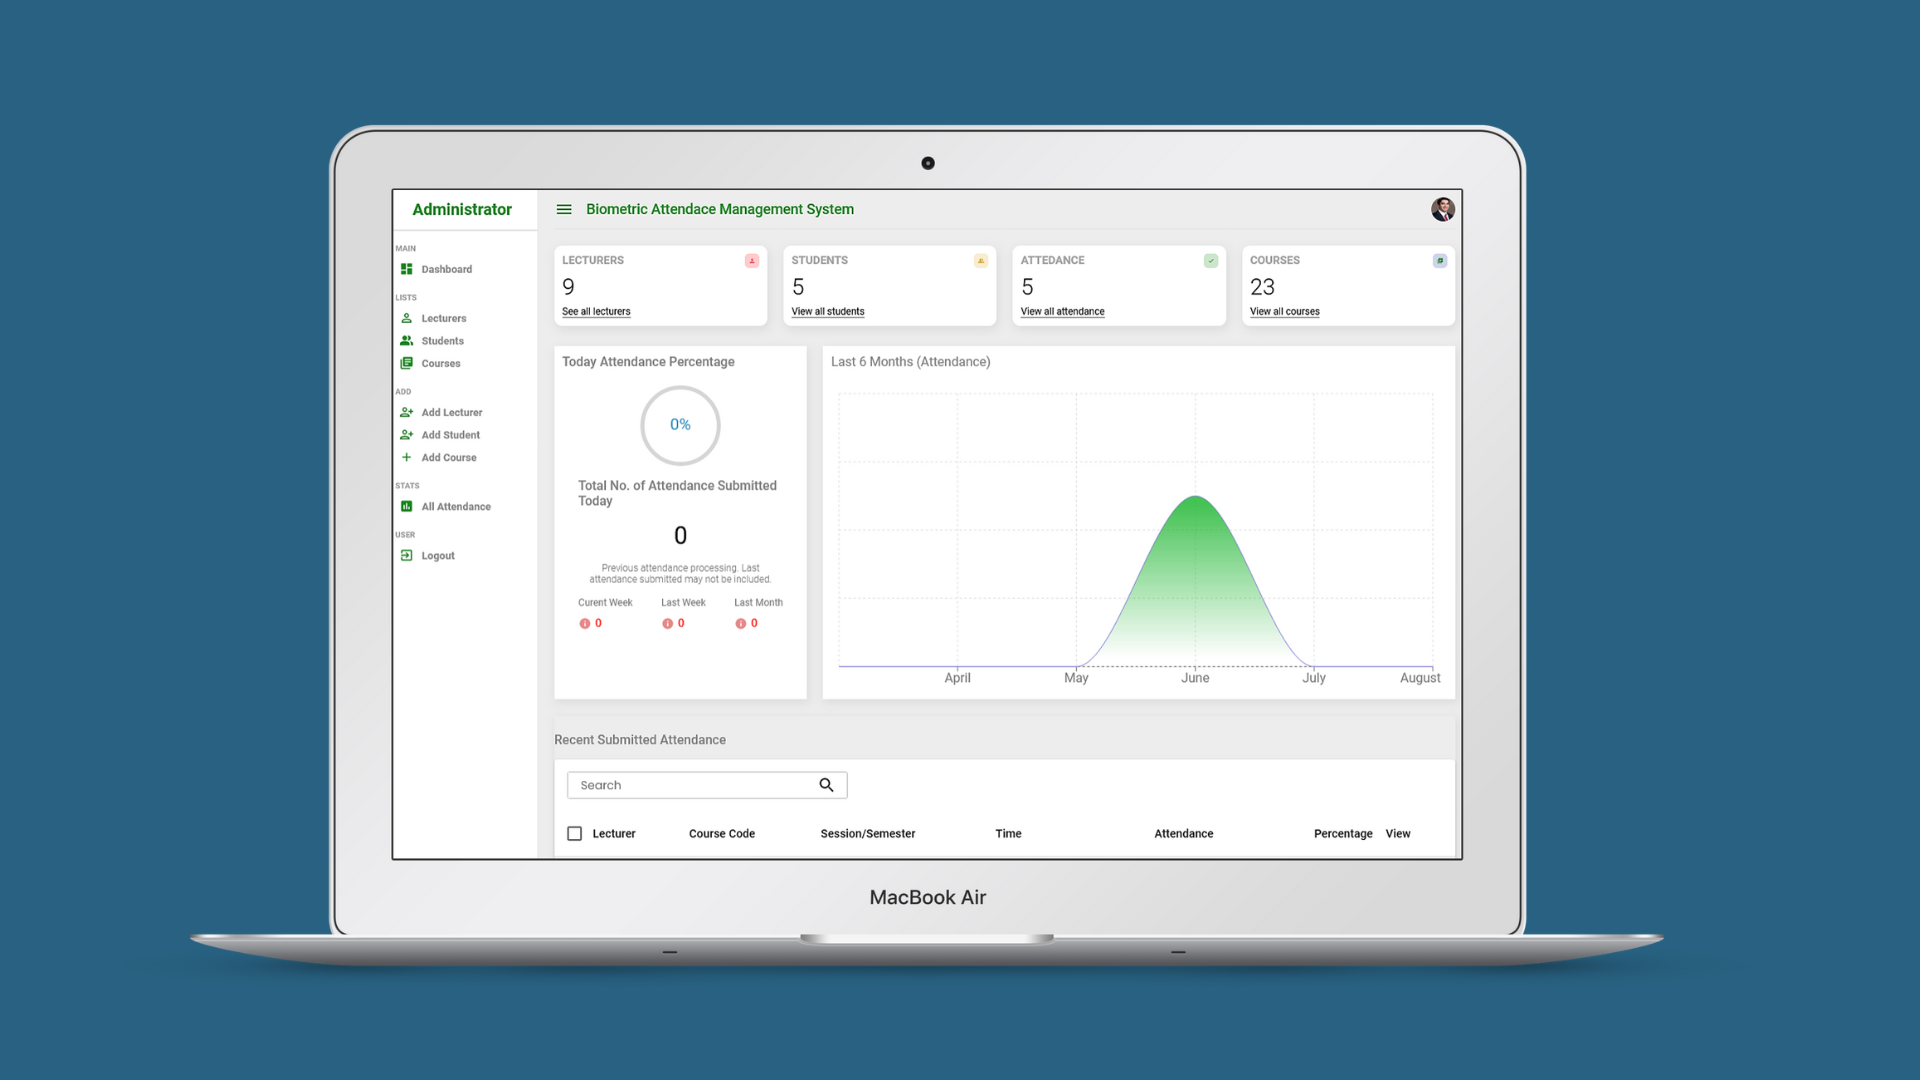 Administrator
Biometric Attendace Management System
MAIN
Dashboard
LISTS
Lecturers
Students
Courses
ADD
Add Lecturer
Add Student
Add Course
STATS
All Attendance
USER
Logout
LECTURERS
9
See all lecturers
STUDENTS
5
View all students
ATTEDANCE
5
View all attendance
COURSES
23
View all courses
Today Attendance Percentage
0%
Total No. of Attendance Submitted
Today
0
Previous attendance processing. Last
attendance submitted may not be included.
Curent Week Last Week Last Month
0 0 0
Last 6 Months (Attendance)
April May June July August
Recent Submitted Attendance
Search
Lecturer Course Code Session/Semester Time Attendance Percentage View
MacBook Air